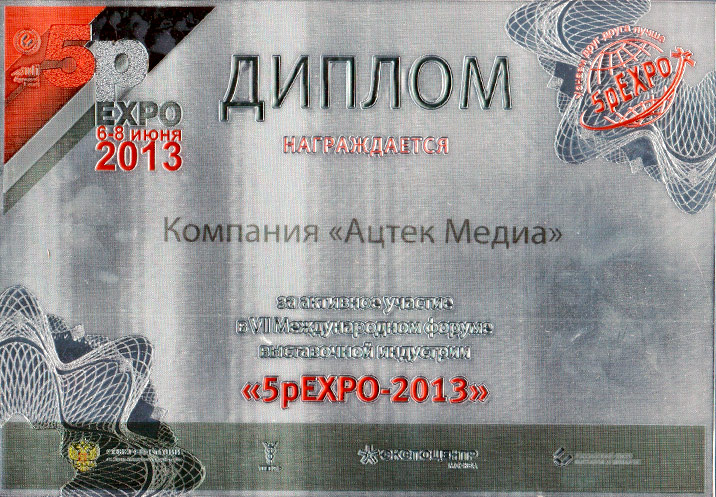 5p
EXPO
6-8 июня
2013
ДИПЛОМ
5pEXPO
НАГРАЖДАЕТСЯ
Компания «Ацтек Медиа»
за активное участие
в VII Международном форуме
выставочной индустрии
«5pEXPO-2013»
ЭКСПОЦЕНТР
МОСКВА